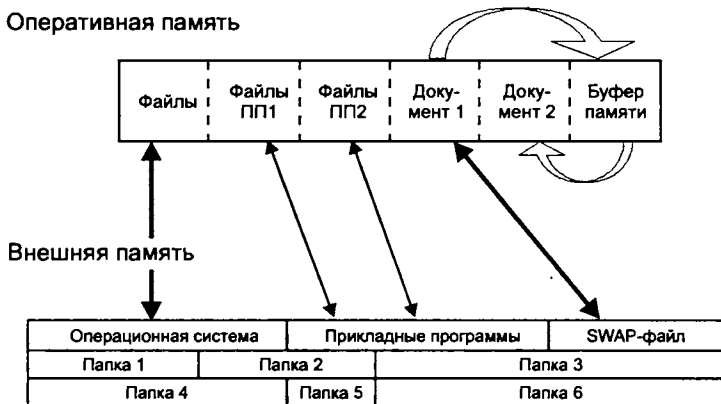 Оперативная память
Файлы
Файлы
ПП1
Файлы
ПП2
Доку-
мент 1
Доку-
мент 2
Буфер
памяти
Внешняя память
Операционная система
Прикладные программы
SWAP-файл
Папка 1
Папка 2
Папка 3
Папка 4
Папка 5
Папка 6